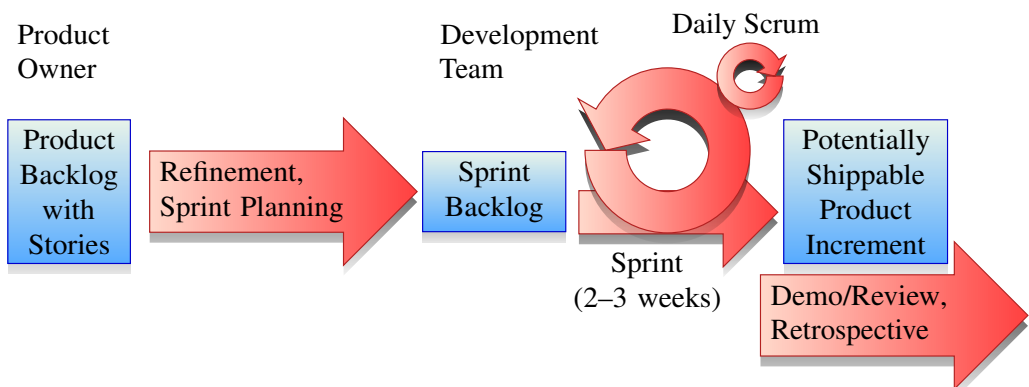 Product
Owner
Product
Backlog
with
Stories
Refinement,
Sprint Planning
Development
Team
Sprint
Backlog
Daily Scrum
Sprint
(2–3 weeks)
Potentially
Shippable
Product
Increment
Demo/Review,
Retrospective